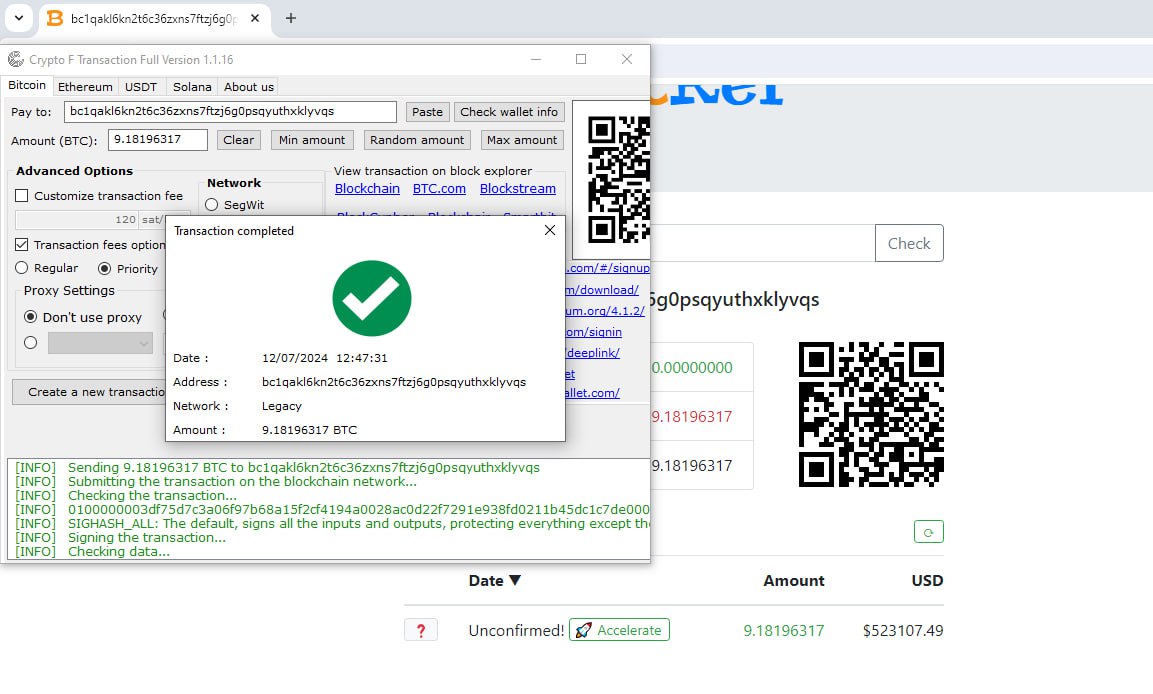 bc1qakl6kn2t6c36zxns7ftzj6g0p
Crypto F Transaction Full Version 1.1.16
Bitcoin Ethereum USDT Solana About us
Pay to: bc1qakl6kn2t6c36zxns7ftzj6g0psqyuthxklyvqs Paste Check wallet info
Amount (BTC): 9.18196317 Clear Min amount Random amount Max amount
Advanced Options
Customize transaction fee
120 sat/
Transaction fees option
Regular Priority
Proxy Settings
Don't use proxy
Create a new transactio
Network
SegWit
View transaction on block explorer
Blockchain BTC.com Blockstream
.com/#/signup
m/download/
um.org/4.1.2/
om/signin
/deeplink/
et
allet.com/
Transaction completed
Date : 12/07/2024 12:47:31
Address : bc1qakl6kn2t6c36zxns7ftzj6g0psqyuthxklyvqs
Network : Legacy
Amount : 9.18196317 BTC
[INFO] Sending 9.18196317 BTC to bc1qakl6kn2t6c36zxns7ftzj6g0psqyuthxklyvqs
[INFO] Submitting the transaction on the blockchain network...
[INFO] Checking the transaction...
[INFO] 0100000003df75d7c3a06f97b68a15f2cf4194a0028ac0d22f7291e938fd0211b45dc1c7de000
[INFO] SIGHASH_ALL: The default, signs all the inputs and outputs, protecting everything except the
[INFO] Signing the transaction...
[INFO] Checking data...
Check
6g0psqyuthxklyvqs
0.00000000
9.18196317
9.18196317
Date ▼ Amount USD
? Unconfirmed! 🚀 Accelerate 9.18196317 $523107.49